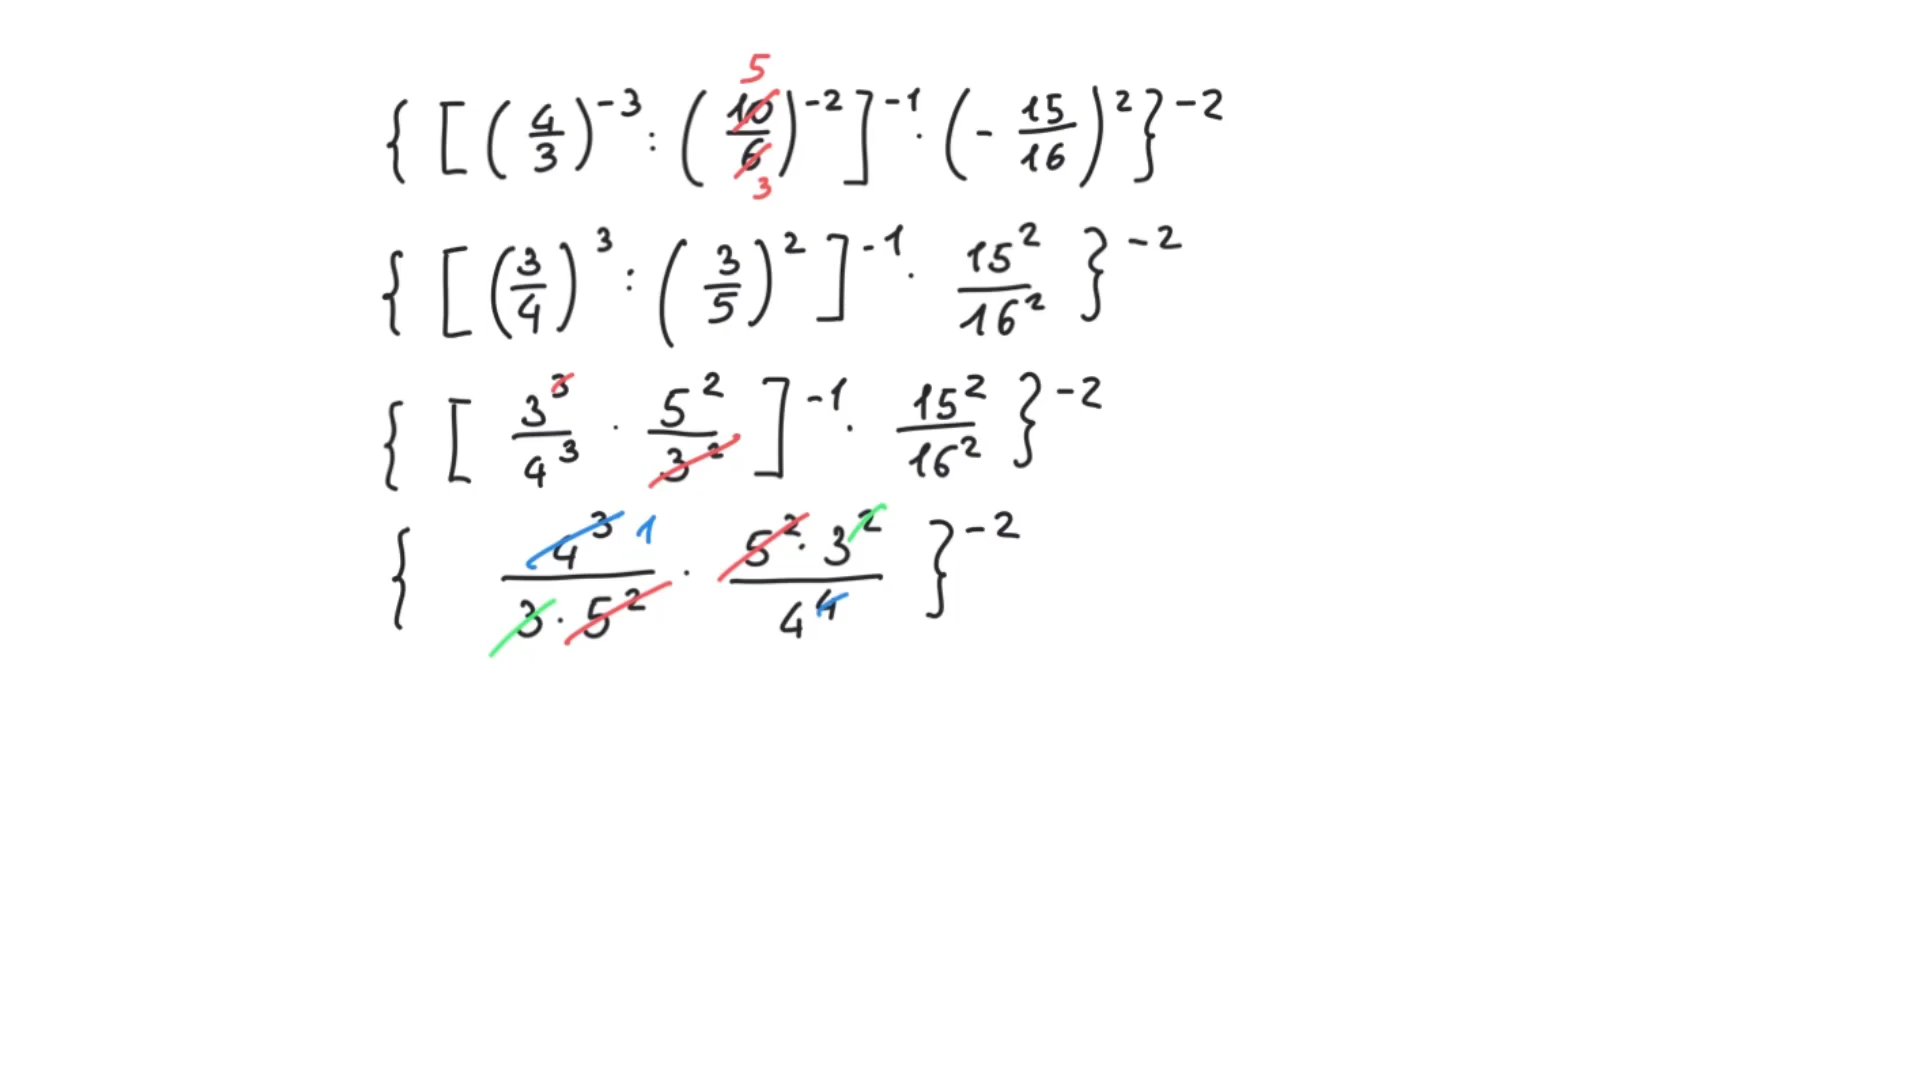 5
{ [ ( 4/3 )^-3 : ( 10/6 )^-2 ]^-1 · ( - 15/16 )^2 }^-2
3
{ [ ( 3/4 )^3 : ( 3/5 )^2 ]^-1 · 15^2/16^2 }^-2
{ [ 3^3/4^3 · 5^2/3^2 ]^-1 · 15^2/16^2 }^-2
{ 4^3 1/3 · 5^2 · 5^2 · 3^2/4^4 }^-2